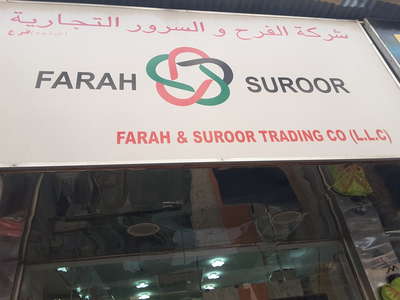 شركة الفرح و السرور التجارية
FARAH SUROOR
FARAH & SUROOR TRADING CO (L.L.C)